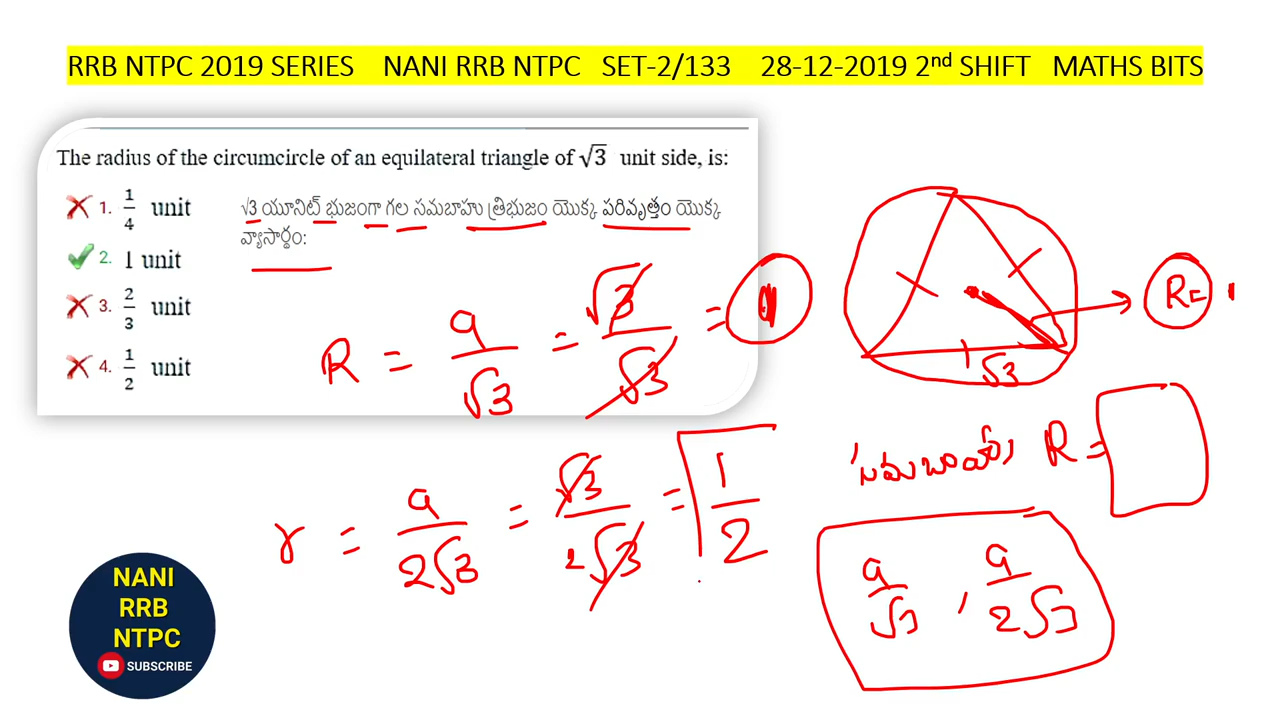 RRB NTPC 2019 SERIES NANI RRB NTPC SET-2/133 28-12-2019 2nd SHIFT MATHS BITS
The radius of the circumcircle of an equilateral triangle of √3 unit side, is:
1. 1/4 unit
2. 1 unit
3. 2/3 unit
4. 1/2 unit
√3 యూనిట్ భుజంగా గల సమబాహు త్రిభుజం యొక్క పరివృత్తం యొక్క
వ్యాసార్థం:
R = a/√3 = √3/√3 = 1
R = 1
√3
R =
r = a/2√3 = √3/2√3 = 1/2
a/√3 , a/2√3
NANI
RRB
NTPC
SUBSCRIBE